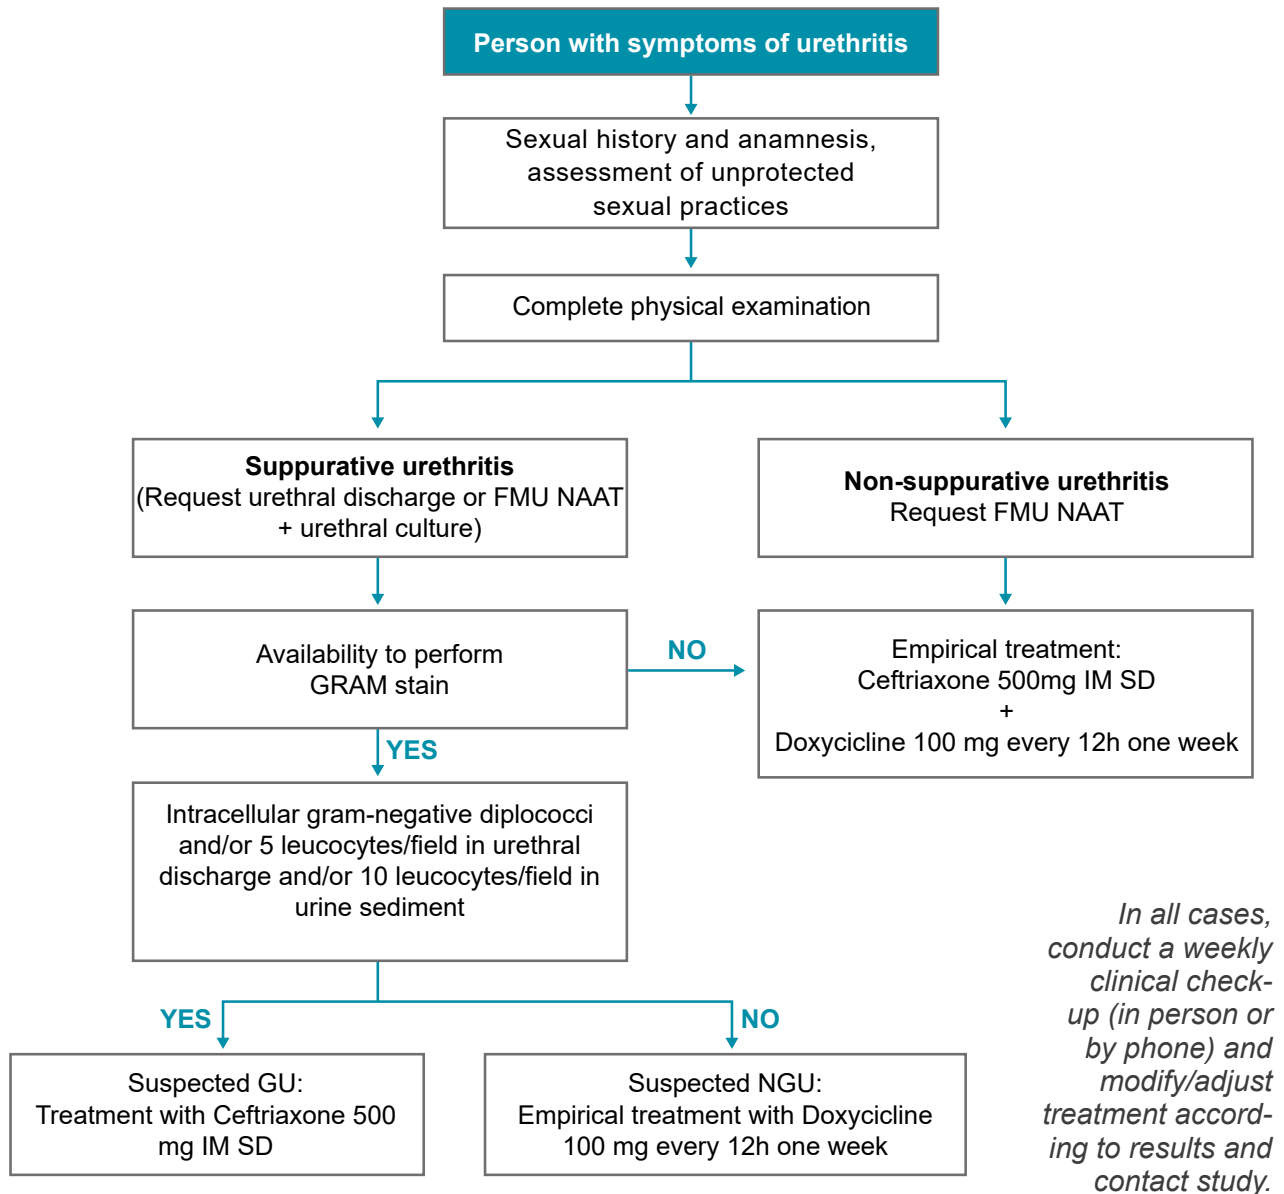 Person with symptoms of urethritis
Sexual history and anamnesis,
assessment of unprotected
sexual practices
Complete physical examination
Suppurative urethritis
(Request urethral discharge or FMU NAAT
+ urethral culture)
Non-suppurative urethritis
Request FMU NAAT
Availability to perform
GRAM stain
NO
Empirical treatment:
Ceftriaxone 500mg IM SD
+
Doxycicline 100 mg every 12h one week
YES
Intracellular gram-negative diplococci
and/or 5 leucocytes/field in urethral
discharge and/or 10 leucocytes/field in
urine sediment
YES
NO
Suspected GU:
Treatment with Ceftriaxone 500
mg IM SD
Suspected NGU:
Empirical treatment with Doxycicline
100 mg every 12h one week
In all cases,
conduct a weekly
clinical check-
up (in person or
by phone) and
modify/adjust
treatment accord-
ing to results and
contact study.